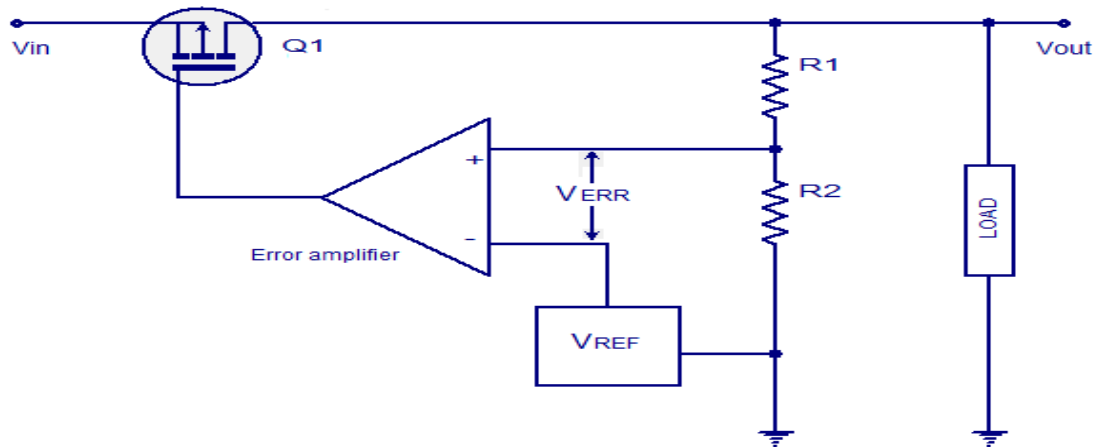 Vin
Q1
Vout
R1
+
VERR
R2
-
Error amplifier
LOAD
VREF